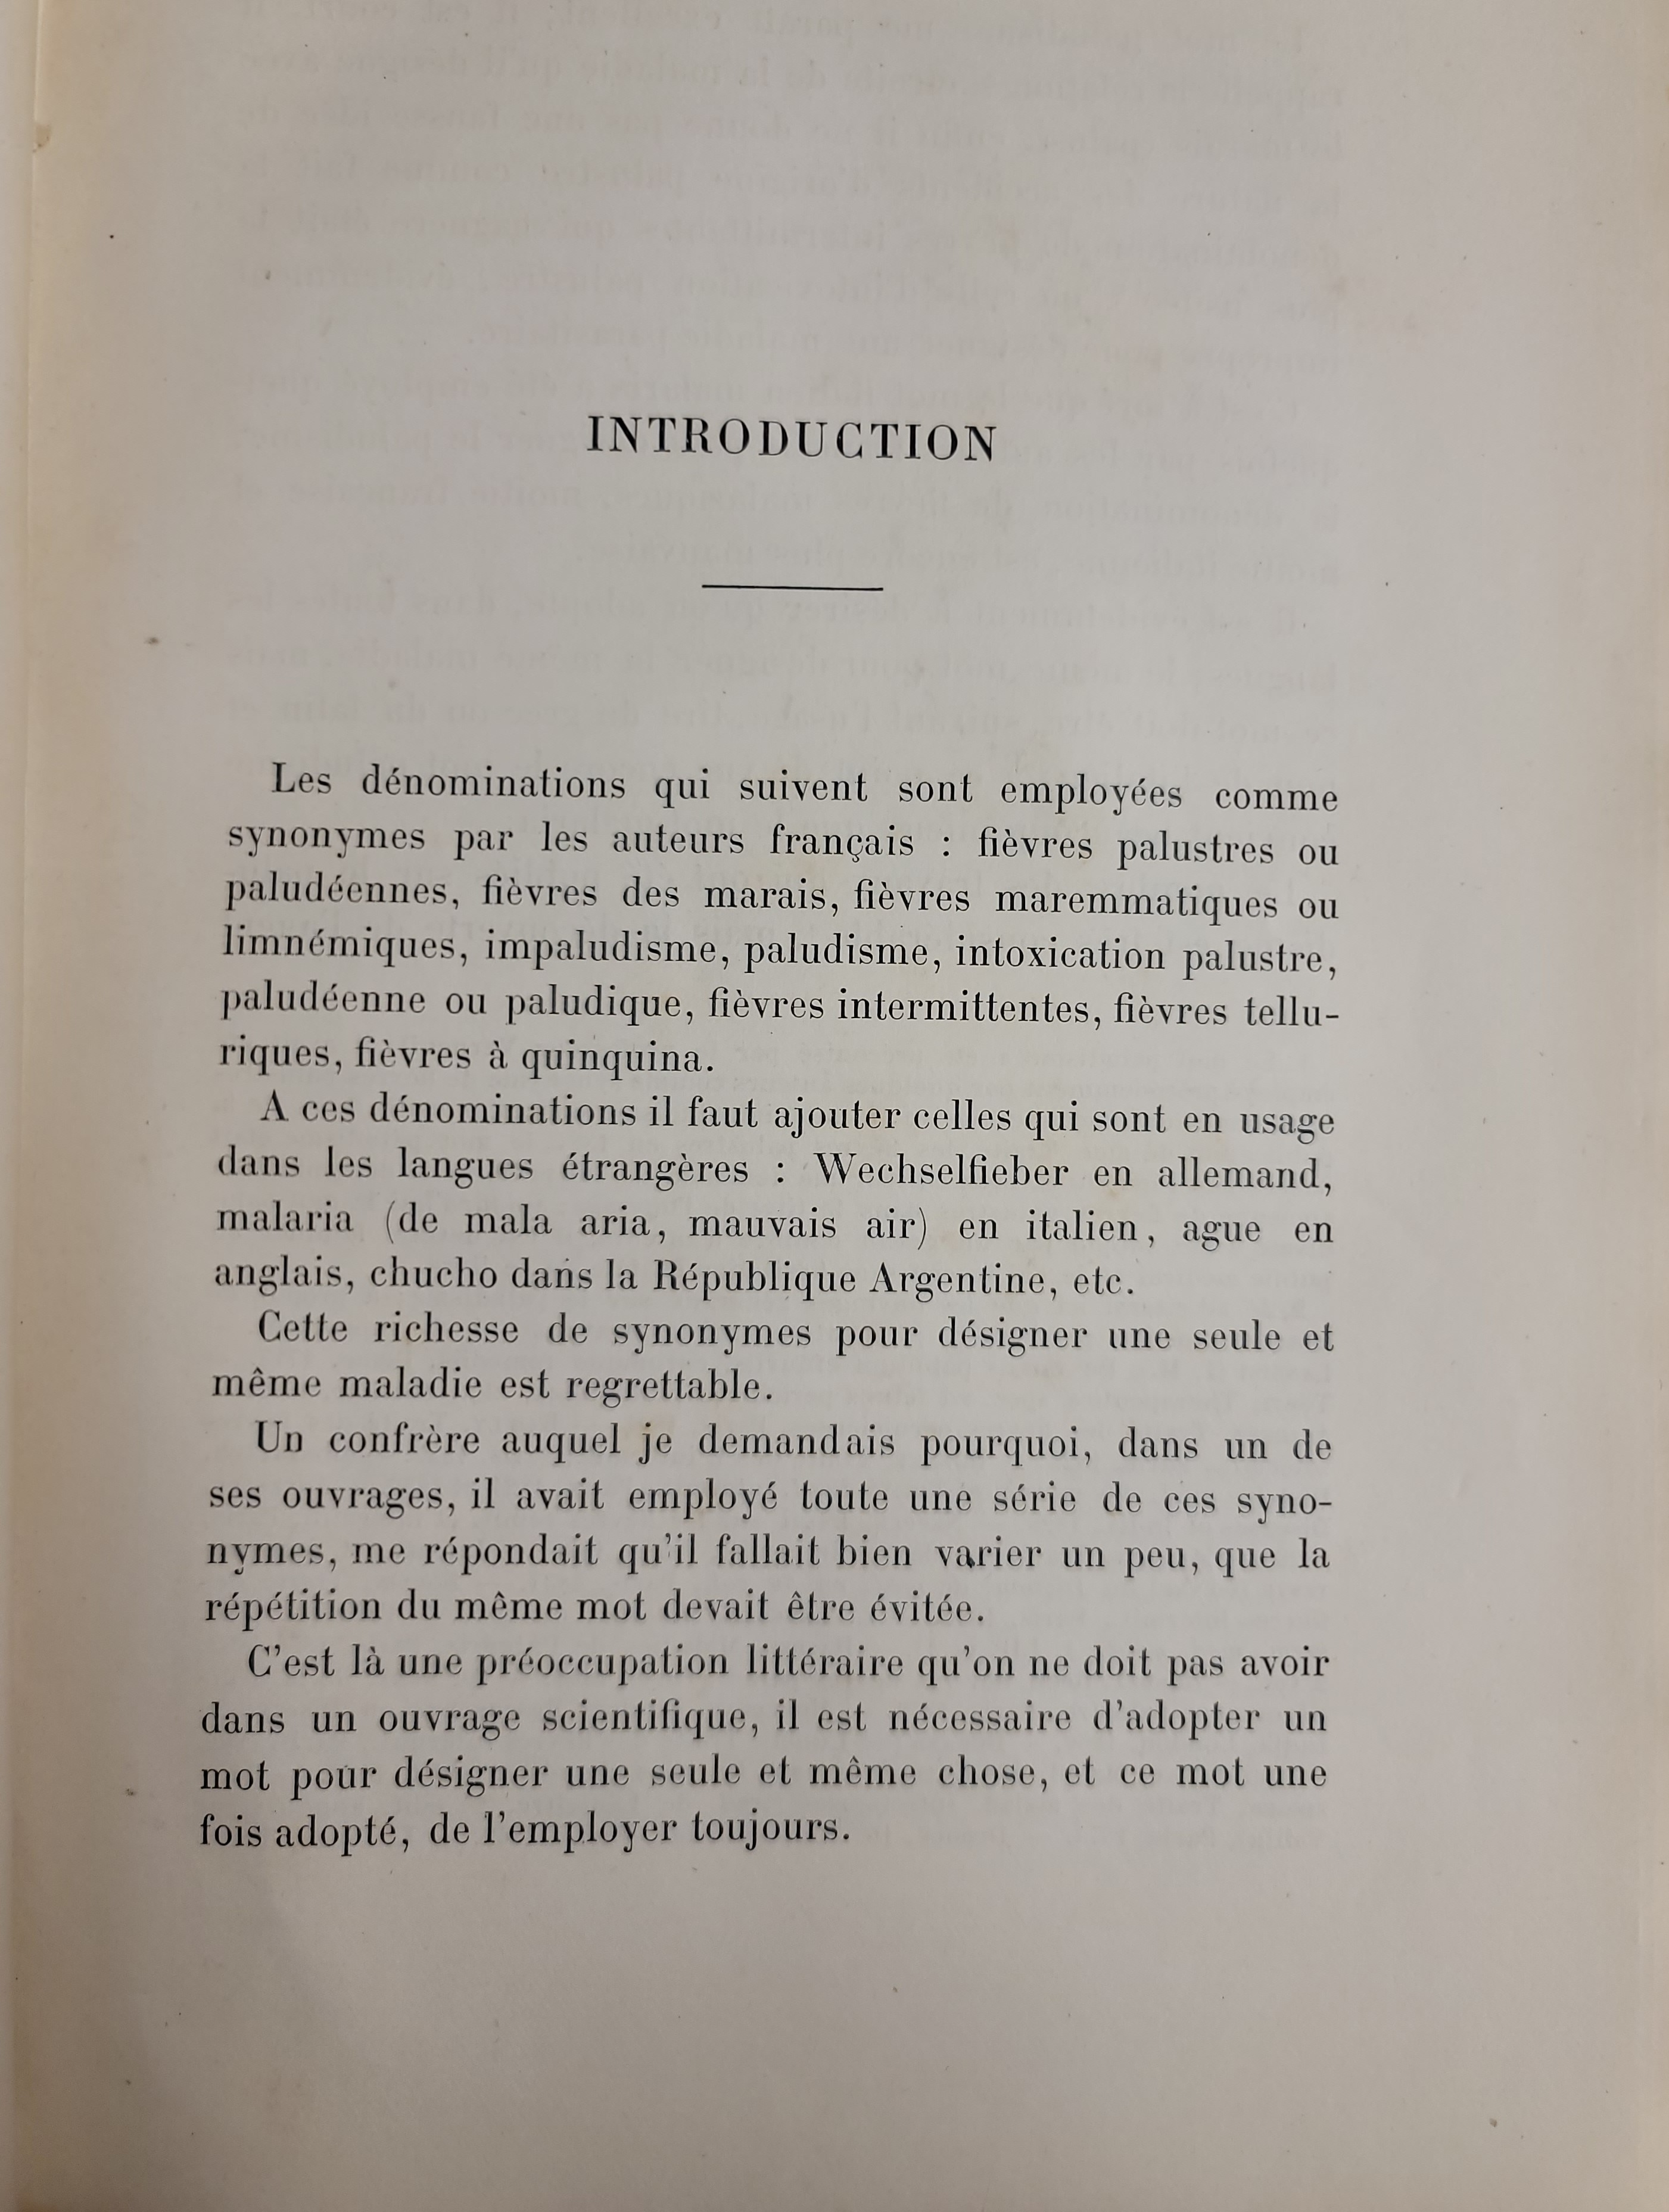 INTRODUCTION
Les dénominations qui suivent sont employées comme
synonymes par les auteurs français : fièvres palustres ou
paludéennes, fièvres des marais, fièvres maremmatiques ou
limnémiques, impaludisme, paludisme, intoxication palustre,
paludéenne ou paludique, fièvres intermittentes, fièvres tellu-
riques, fièvres à quinquina.
A ces dénominations il faut ajouter celles qui sont en usage
dans les langues étrangères : Wechselfieber en allemand,
malaria (de mala aria, mauvais air) en italien, ague en
anglais, chucho dans la République Argentine, etc.
Cette richesse de synonymes pour désigner une seule et
même maladie est regrettable.
Un confrère auquel je demandais pourquoi, dans un de
ses ouvrages, il avait employé toute une série de ces syno-
nymes, me répondait qu'il fallait bien varier un peu, que la
répétition du même mot devait être évitée.
C'est là une préoccupation littéraire qu'on ne doit pas avoir
dans un ouvrage scientifique, il est nécessaire d'adopter un
mot pour désigner une seule et même chose, et ce mot une
fois adopté, de l'employer toujours.